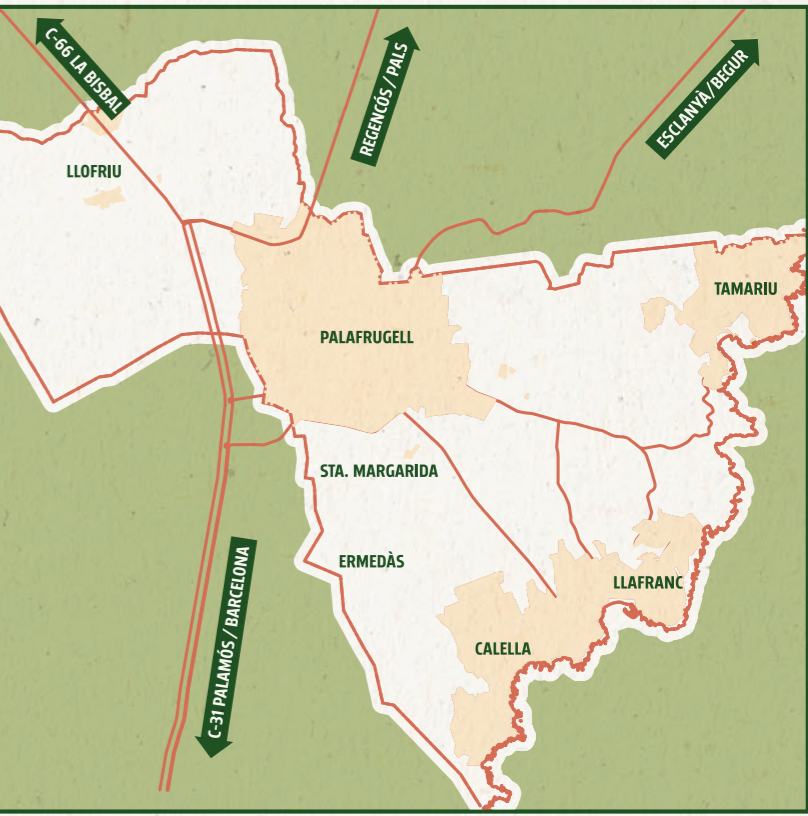 C-66 LA BISBAL
REGENCÓS / PALS
ESCLANYÀ/BEGUR
LLOFRIU
TAMARIU
PALAFRUGELL
STA. MARGARIDA
ERMEDÀS
LLAFRANC
CALELLA
C-31 PALAMÓS / BARCELONA